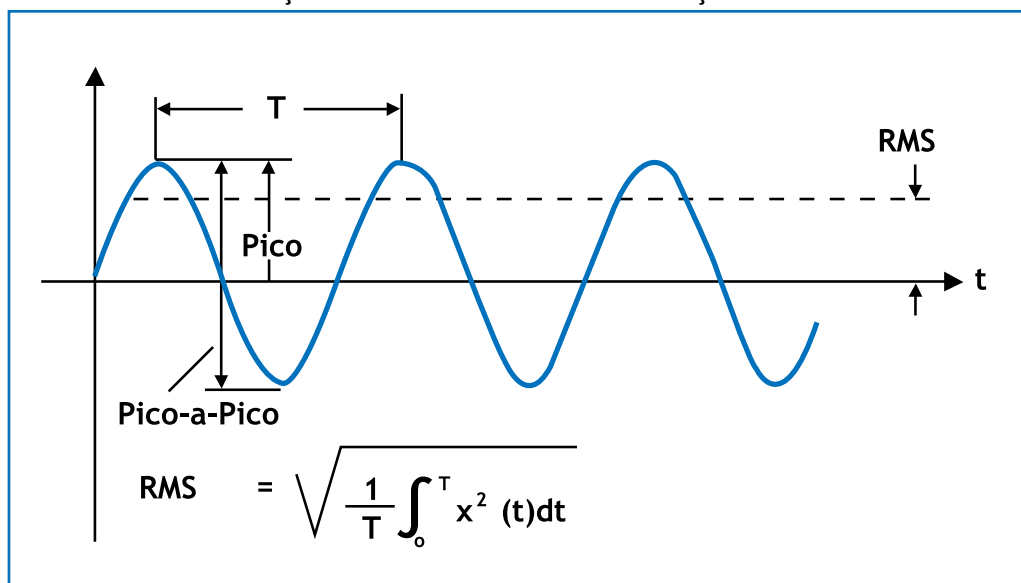 T
RMS
Pico
t
Pico-a-Pico
RMS = √ 1/T ∫₀ᵀ x² (t)dt